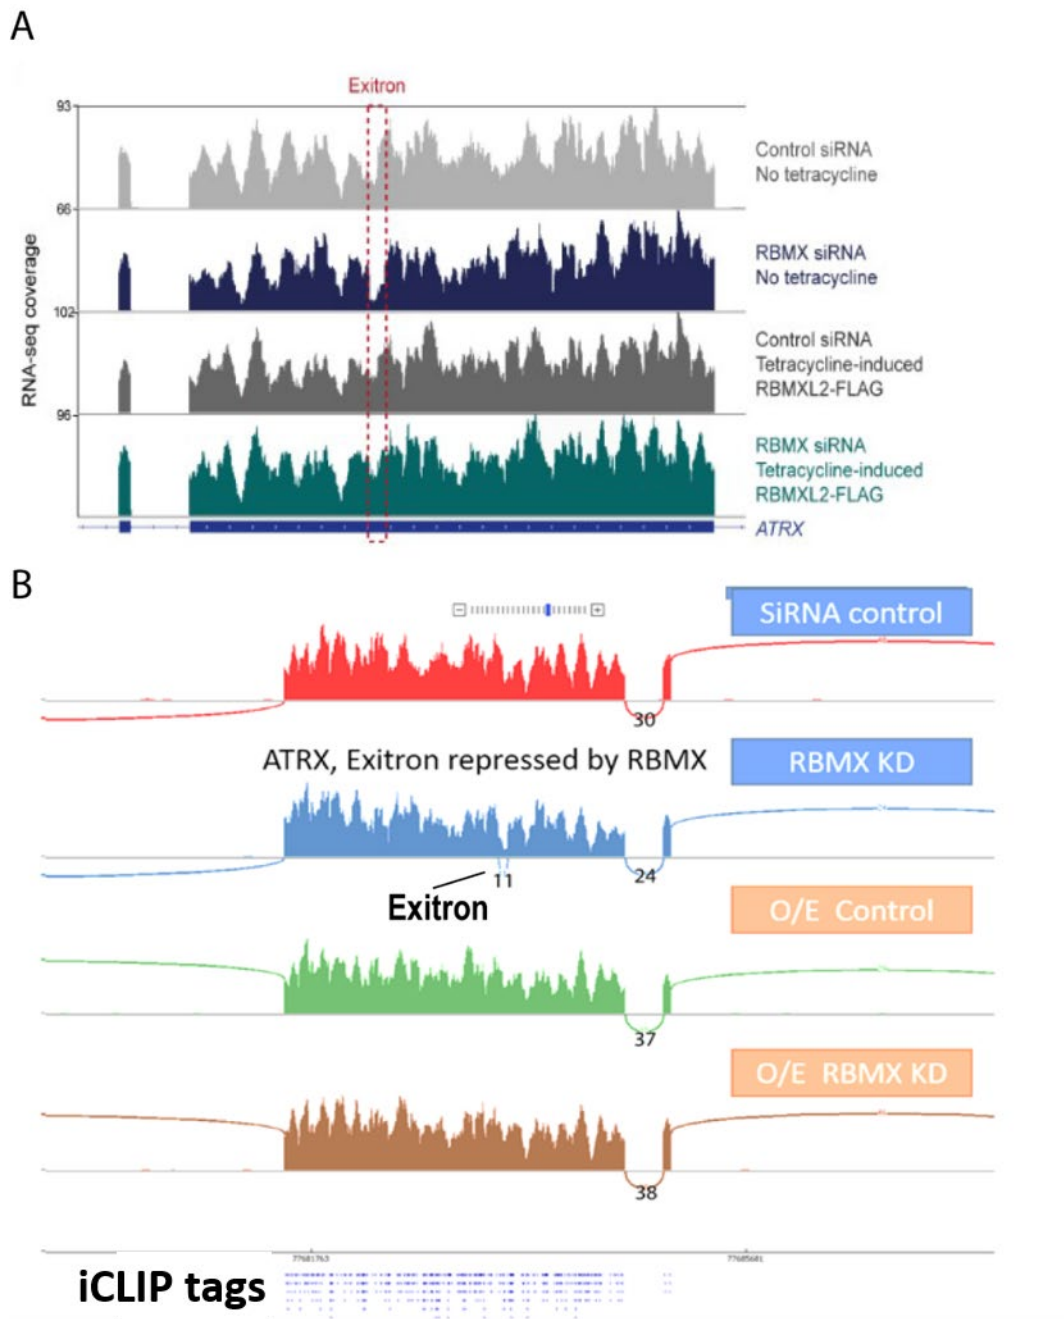 A
Exitron
93
Control siRNA
No tetracycline
66
RBMX siRNA
No tetracycline
102
Control siRNA
Tetracycline-induced
RBMXL2-FLAG
96
RBMX siRNA
Tetracycline-induced
RBMXL2-FLAG
ATRX
RNA-seq coverage
B
SiRNA control
30
ATRX, Exitron repressed by RBMX
RBMX KD
11
24
Exitron
O/E Control
37
O/E RBMX KD
38
77681763
77685681
iCLIP tags